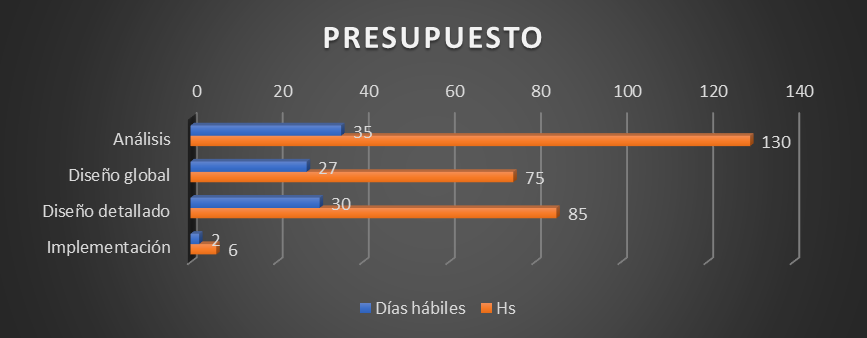 PRESUPUESTO
0 20 40 60 80 100 120 140
Análisis 35 130
Diseño global 27 75
Diseño detallado 30 85
Implementación 2 6
Días hábiles Hs